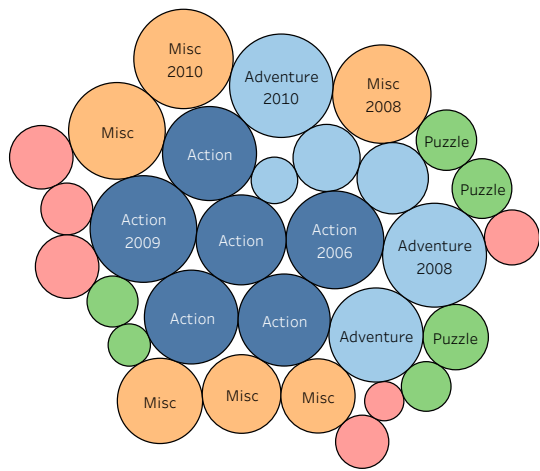 Misc
2010
Adventure
2010
Misc
2008
Misc
Action
Puzzle
Puzzle
Action
2009
Action
Action
2006
Adventure
2008
Action
Action
Adventure
Puzzle
Misc
Misc
Misc